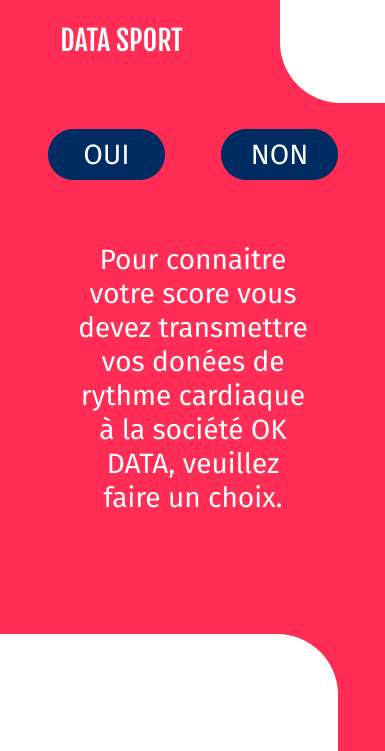 DATA SPORT
OUI
NON
Pour connaitre
votre score vous
devez transmettre
vos donées de
rythme cardiaque
à la société OK
DATA, veuillez
faire un choix.